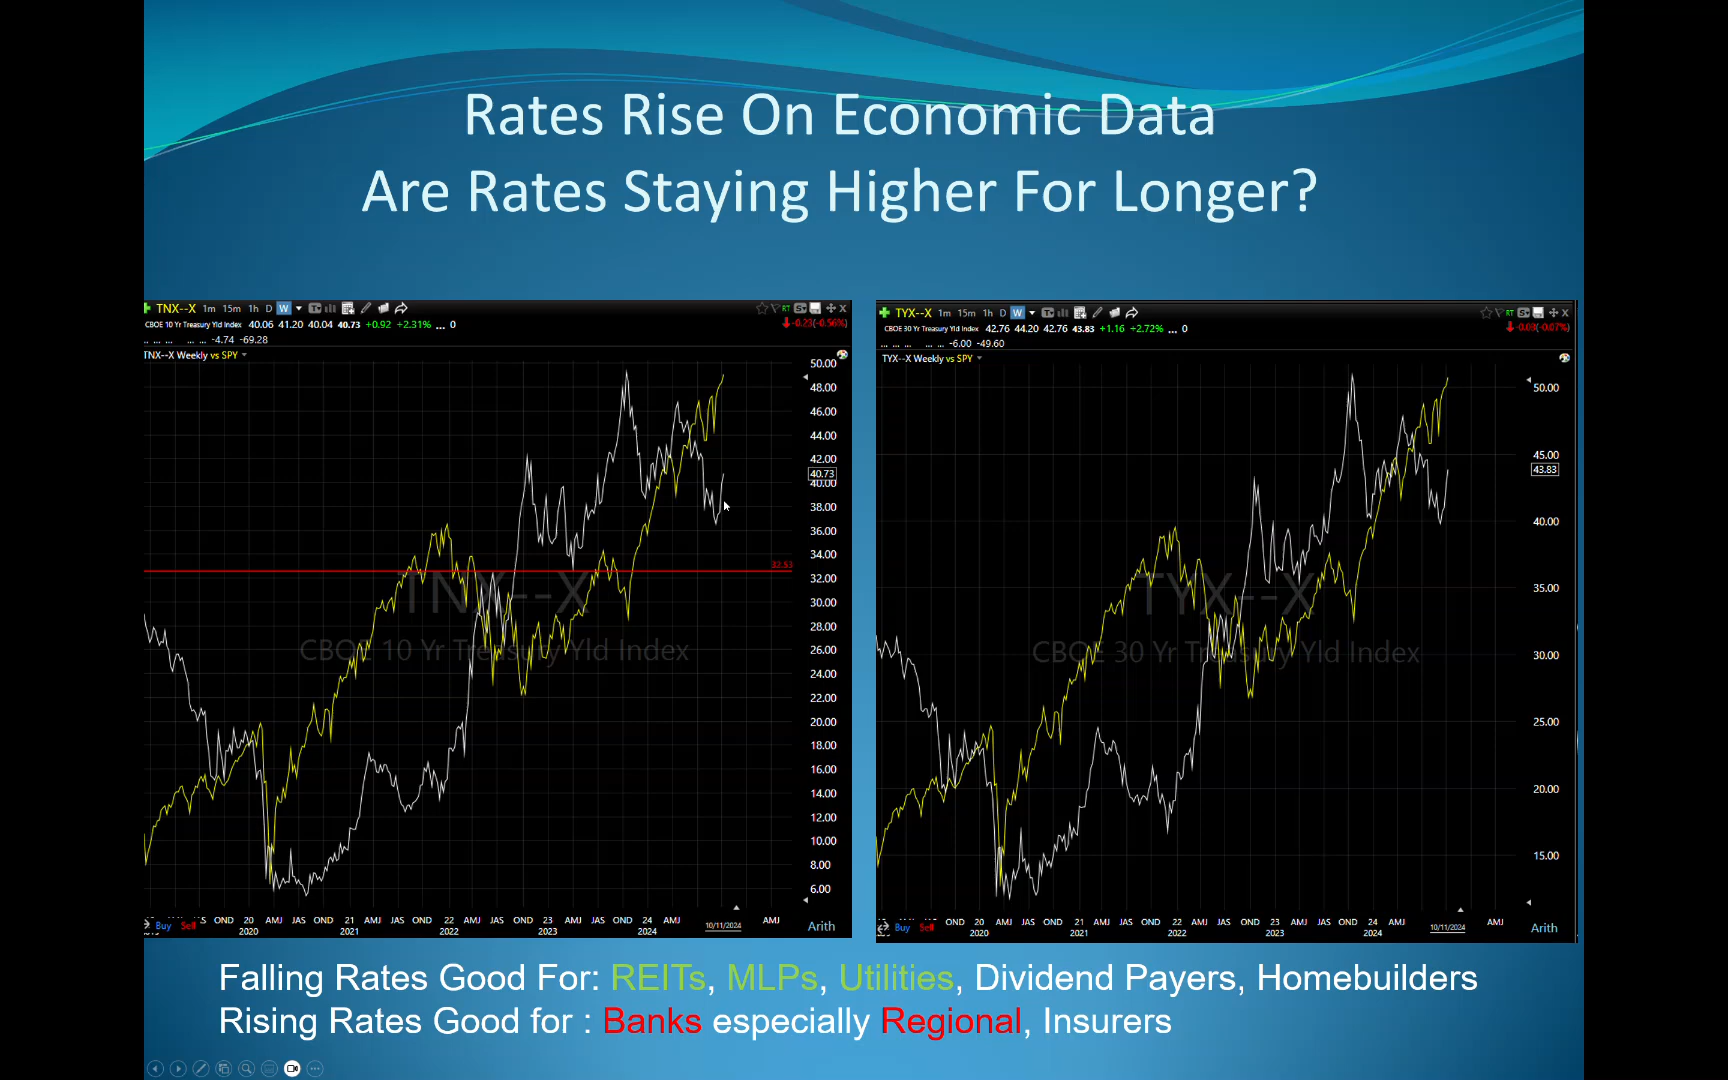 Rates Rise On Economic Data
Are Rates Staying Higher For Longer?
TNX--X 1m 15m 1h D W RT
CBOE 10 Yr Treasury Yld Index 40.06 41.20 40.04 40.73 +0.92 +2.31% ... 0
-0.23(-0.56%)
... ... ... ... -4.74 -69.28
TNX--X Weekly vs SPY
50.00
48.00
46.00
44.00
42.00
40.73
40.00
38.00
36.00
34.00
32.53
32.00
30.00
28.00
26.00
24.00
22.00
20.00
18.00
16.00
14.00
12.00
10.00
8.00
6.00
TNX--X
CBOE 10 Yr Treasury Yld Index
OND 20 AMJ JAS OND 21 AMJ JAS OND 22 AMJ JAS OND 23 AMJ JAS OND 24 AMJ AMJ
Buy Sell 2020 2021 2022 2023 2024 10/11/2024 Arith
TYX--X 1m 15m 1h D W RT
CBOE 30 Yr Treasury Yld Index 42.76 44.20 42.76 43.83 +1.16 +2.72% ... 0
-0.03(-0.07%)
... ... ... ... -6.00 -49.60
TYX--X Weekly vs SPY
50.00
45.00
43.83
40.00
35.00
30.00
25.00
20.00
15.00
TYX--X
CBOE 30 Yr Treasury Yld Index
OND 20 AMJ JAS OND 21 AMJ JAS OND 22 AMJ JAS OND 23 AMJ JAS OND 24 AMJ AMJ
Buy Sell 2020 2021 2022 2023 2024 10/11/2024 Arith
Falling Rates Good For: REITs, MLPs, Utilities, Dividend Payers, Homebuilders
Rising Rates Good for : Banks especially Regional, Insurers